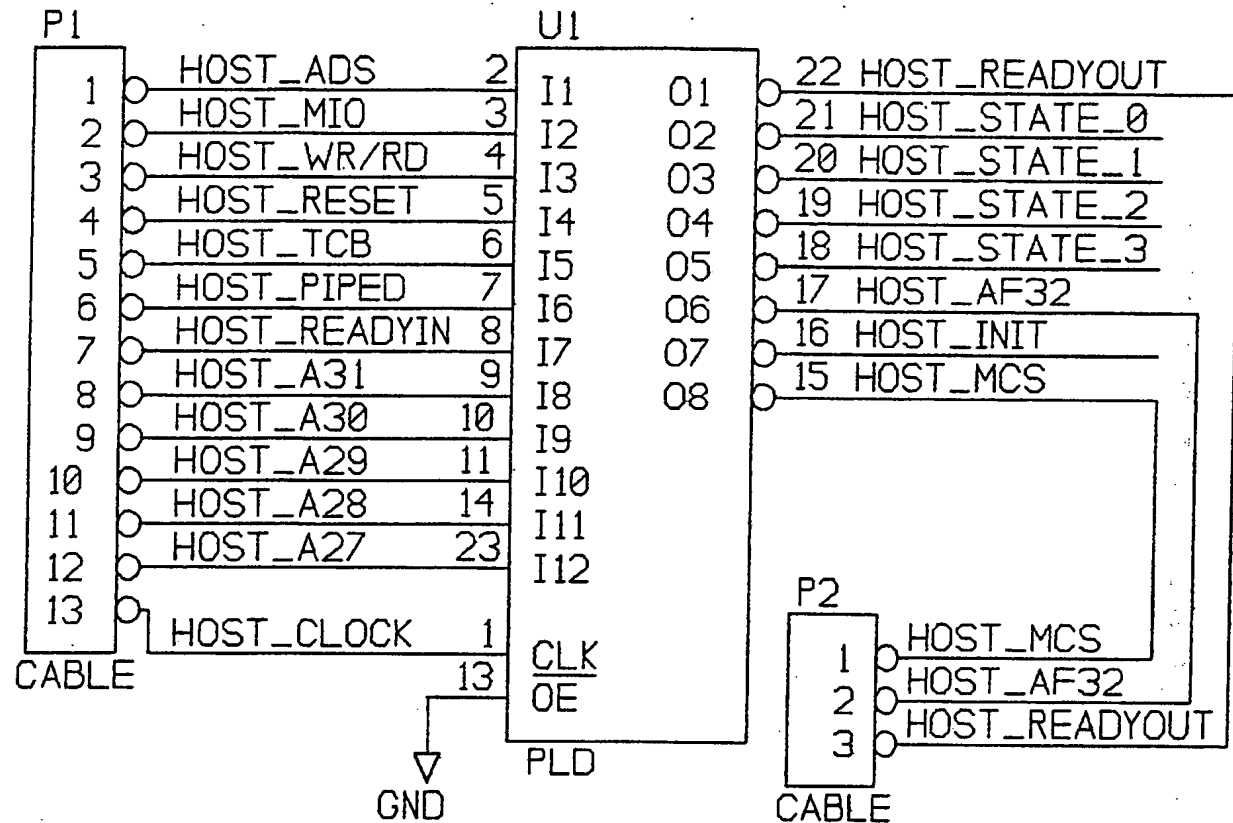 P1 U1
1 HOST_ADS 2 I1 O1 22 HOST_READYOUT
2 HOST_MIO 3 I2 O2 21 HOST_STATE_0
3 HOST_WR/RD 4 I3 O3 20 HOST_STATE_1
4 HOST_RESET 5 I4 O4 19 HOST_STATE_2
5 HOST_TCB 6 I5 O5 18 HOST_STATE_3
6 HOST_PIPED 7 I6 O6 17 HOST_AF32
7 HOST_READYIN 8 I7 O7 16 HOST_INIT
8 HOST_A31 9 I8 O8 15 HOST_MCS
9 HOST_A30 10 I9
10 HOST_A29 11 I10
11 HOST_A28 14 I11
12 HOST_A27 23 I12
13 HOST_CLOCK 1 CLK
13 OE
CABLE
GND
PLD
P2
1 HOST_MCS
2 HOST_AF32
3 HOST_READYOUT
CABLE